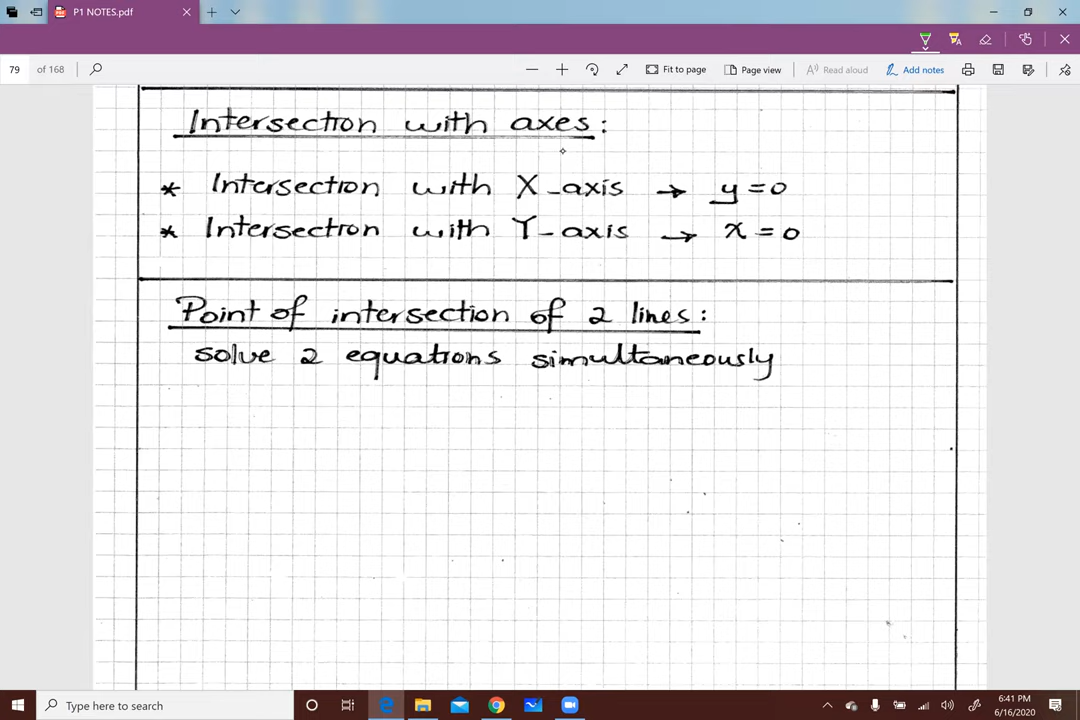 P1 NOTES.pdf
79 of 168
Fit to page
Page view
Read aloud
Add notes
Intersection with axes:
* Intersection with X-axis → y=0
* Intersection with Y-axis → x=0
Point of intersection of 2 lines:
solve 2 equations simultaneously
Type here to search
6:41 PM
6/16/2020